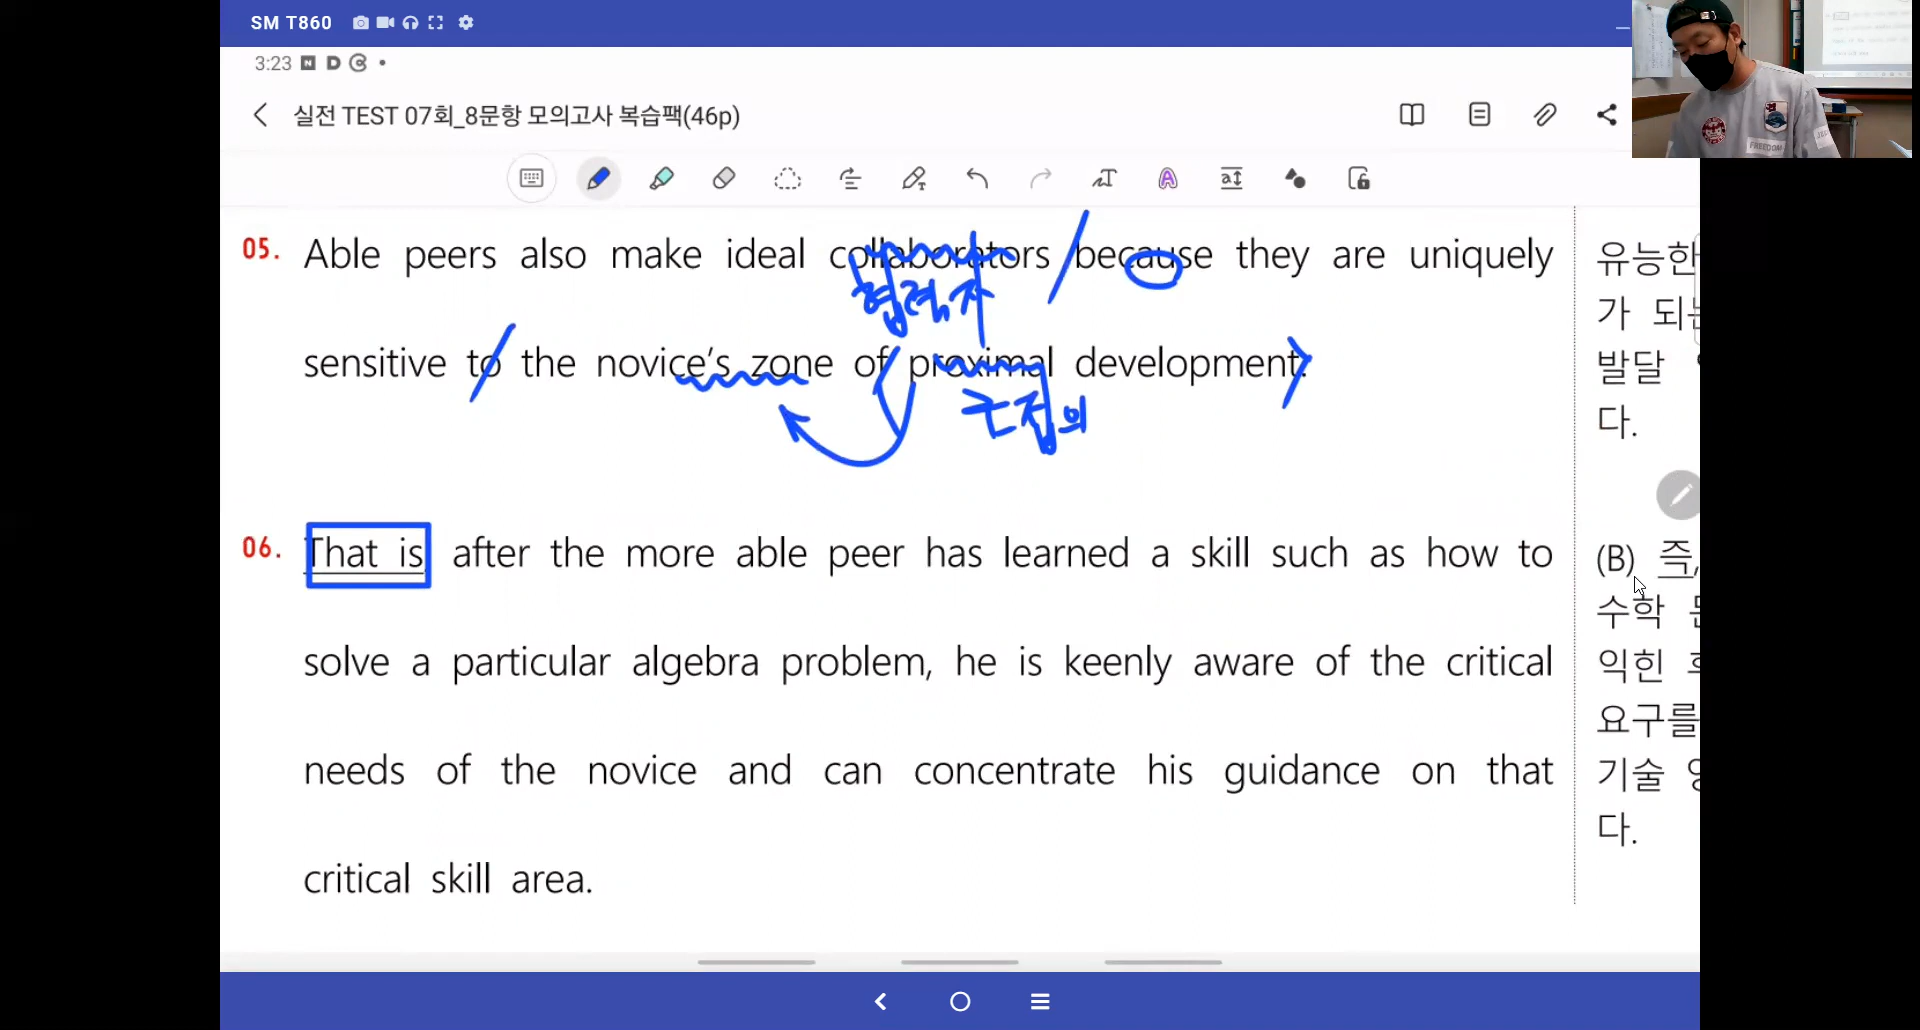 SM T860
3:23
실전 TEST 07회_8문항 모의고사 복습팩(46p)
05. Able peers also make ideal collaborators because they are uniquely
협력자
sensitive to the novice's zone of proximal development.
근접의
유능한
가 되는
발달
다.
06. That is after the more able peer has learned a skill such as how to
solve a particular algebra problem, he is keenly aware of the critical
needs of the novice and can concentrate his guidance on that
critical skill area.
(B) 즉,
수학
익힌
요구를
기술
다.
FREEDOM